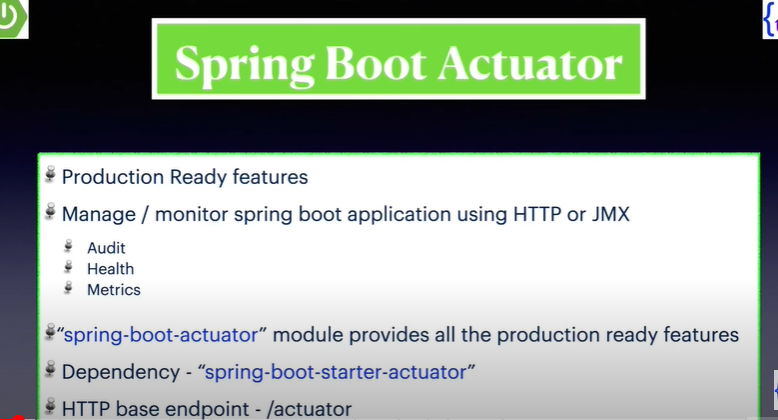 Spring Boot Actuator
Production Ready features
Manage / monitor spring boot application using HTTP or JMX
Audit
Health
Metrics
“spring-boot-actuator” module provides all the production ready features
Dependency - “spring-boot-starter-actuator”
HTTP base endpoint - /actuator